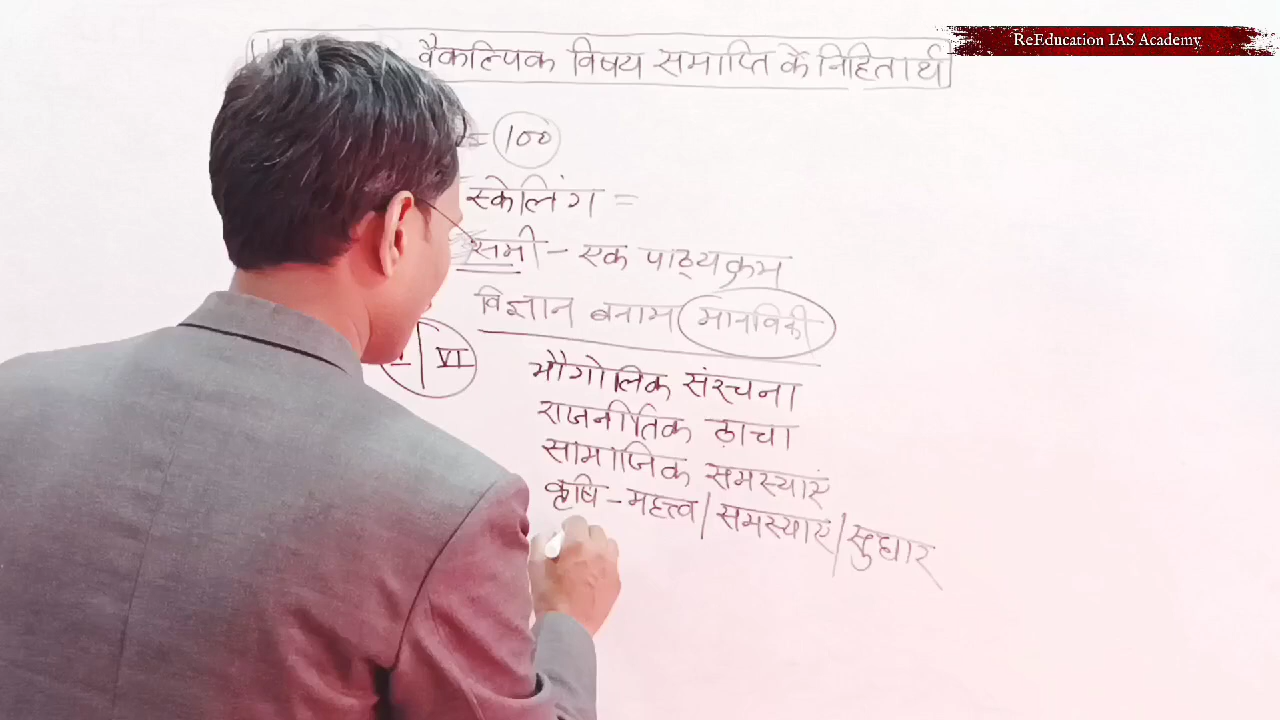 ReEducation IAS Academy
वैकल्पिक विषय समाप्ति के निहितार्थ
= 100
स्केलिंग =
सभी - एक पाठ्यक्रम
विज्ञान बनाम मानविकी
VI
भौगोलिक संरचना
राजनीतिक ढ़ाचा
सामाजिक समस्याएं
कृषि - महत्त्व / समस्याएं / सुधार